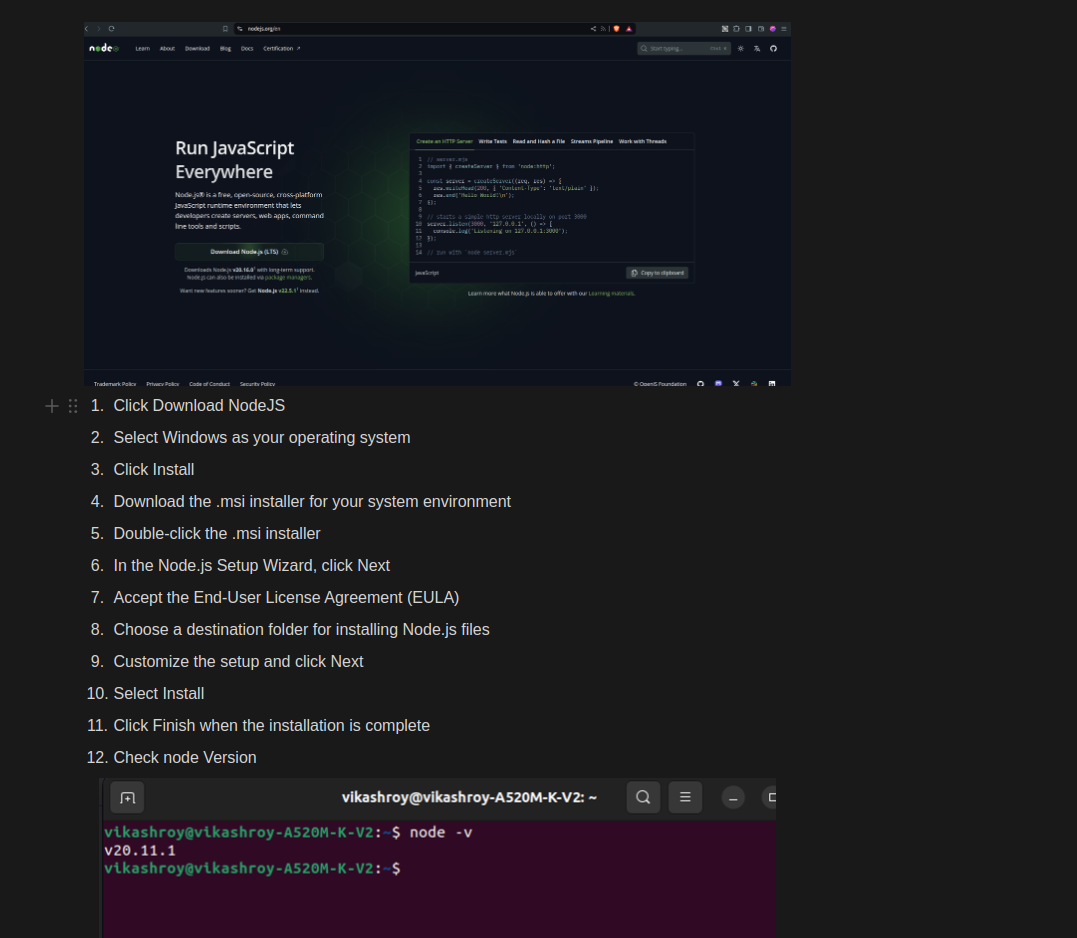 nodejs.org/en
node
Learn About Download Blog Docs Certification ↗
Start typing...
Run JavaScript
Everywhere
Node.js® is a free, open-source, cross-platform
JavaScript runtime environment that lets
developers create servers, web apps, command
line tools and scripts.
Download Node.js (LTS)
Downloads Node.js v20.16.0¹ with long-term support.
Node.js can also be installed via package managers.
Want new features sooner? Get Node.js v22.5.1¹ instead.
Create an HTTP Server Write Tests Read and Hash a File Streams Pipeline Work with Threads
1 // server.mjs
2 import { createServer } from 'node:http';
3
4 const server = createServer((req, res) => {
5 res.writeHead(200, { 'Content-Type': 'text/plain' });
6 res.end('Hello World!\n');
7 });
8
9 // starts a simple http server locally on port 3000
10 server.listen(3000, '127.0.0.1', () => {
11 console.log('Listening on 127.0.0.1:3000');
12 });
13
14 // run with `node server.mjs`
JavaScript
Copy to clipboard
Learn more what Node.js is able to offer with our Learning materials.
Trademark Policy Privacy Policy Code of Conduct Security Policy
© OpenJS Foundation
1. Click Download NodeJS
2. Select Windows as your operating system
3. Click Install
4. Download the .msi installer for your system environment
5. Double-click the .msi installer
6. In the Node.js Setup Wizard, click Next
7. Accept the End-User License Agreement (EULA)
8. Choose a destination folder for installing Node.js files
9. Customize the setup and click Next
10. Select Install
11. Click Finish when the installation is complete
12. Check node Version
vikashroy@vikashroy-A520M-K-V2: ~
vikashroy@vikashroy-A520M-K-V2:~$ node -v
v20.11.1
vikashroy@vikashroy-A520M-K-V2:~$